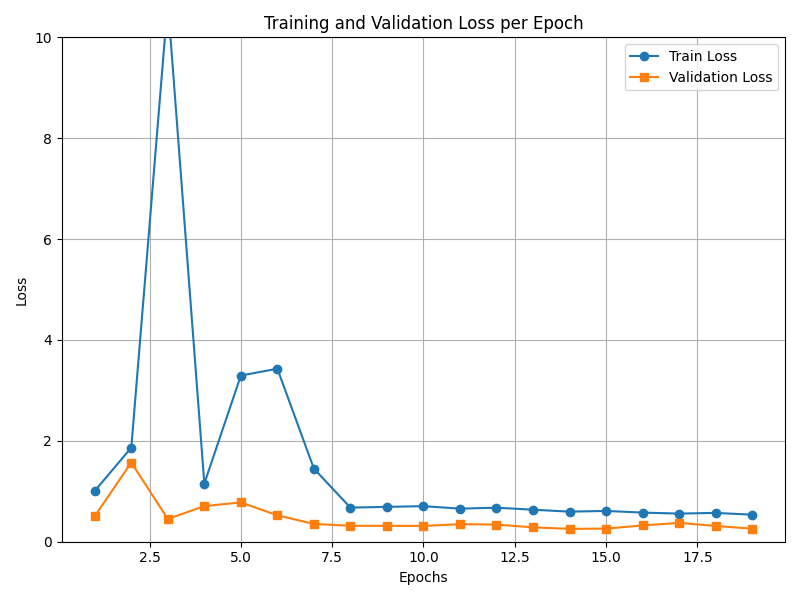 Training and Validation Loss per Epoch
Train Loss
Validation Loss
Loss
10
8
6
4
2
0
2.5 5.0 7.5 10.0 12.5 15.0 17.5
Epochs